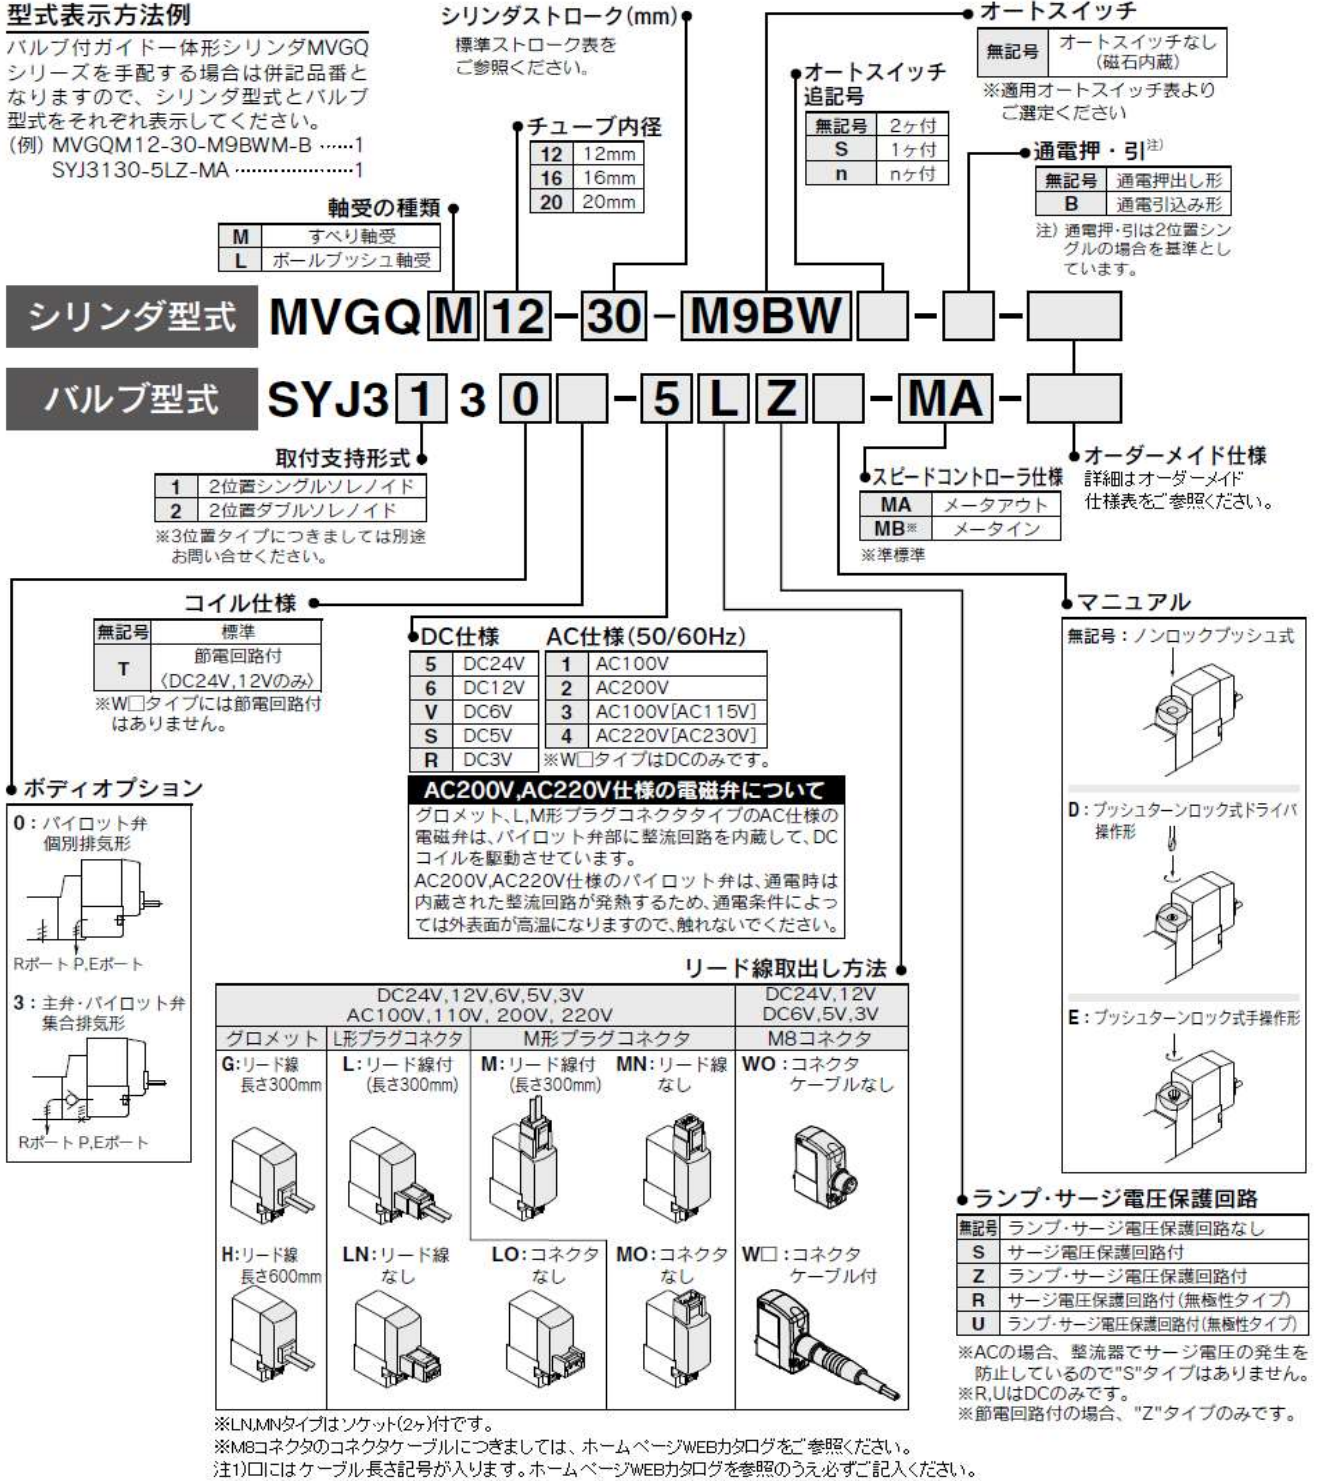 型式表示方法例
バルブ付ガイド一体形シリンダMVGQ
シリーズを手配する場合は併記品番と
なりますので、シリンダ型式とバルブ
型式をそれぞれ表示してください。
(例) MVGQM12-30-M9BWM-B ……1
SYJ3130-5LZ-MA …………………1
シリンダストローク(mm)
標準ストローク表を
ご参照ください。
チューブ内径
12 12mm
16 16mm
20 20mm
軸受の種類
M すべり軸受
L ボールブッシュ軸受
オートスイッチ
無記号 オートスイッチなし
(磁石内蔵)
※適用オートスイッチ表より
ご選定ください
オートスイッチ
追記号
無記号 2ヶ付
S 1ヶ付
n nヶ付
通電押・引注)
無記号 通電押出し形
B 通電引込み形
注) 通電押・引は2位置シン
グルの場合を基準とし
ています。
シリンダ型式 MVGQ M 12 - 30 - M9BW □ - □ - □
バルブ型式 SYJ3 1 3 0 □ - 5 L Z □ - MA - □
取付支持形式
1 2位置シングルソレノイド
2 2位置ダブルソレノイド
※3位置タイプにつきましては別途
お問い合せください。
スピードコントローラ仕様
MA メータアウト
MB※ メータイン
※準標準
オーダーメイド仕様
詳細はオーダーメイド
仕様表をご参照ください。
コイル仕様
無記号 標準
T 節電回路付
〈DC24V,12Vのみ〉
※W□タイプには節電回路付
はありません。
DC仕様
5 DC24V
6 DC12V
V DC6V
S DC5V
R DC3V
AC仕様(50/60Hz)
1 AC100V
2 AC200V
3 AC100V[AC115V]
4 AC220V[AC230V]
※W□タイプはDCのみです。
AC200V,AC220V仕様の電磁弁について
グロメット、L,M形プラグコネクタタイプのAC仕様の
電磁弁は、パイロット弁部に整流回路を内蔵して、DC
コイルを駆動させています。
AC200V,AC220V仕様のパイロット弁は、通電時は
内蔵された整流回路が発熱するため、通電条件によっ
ては外表面が高温になりますので、触れないでください。
マニュアル
無記号：ノンロックプッシュ式
D：プッシュターンロック式ドライバ
操作形
E：プッシュターンロック式手操作形
ボディオプション
0：パイロット弁
個別排気形
Rポート P,Eポート
3：主弁・パイロット弁
集合排気形
Rポート P,Eポート
リード線取出し方法
DC24V,12V,6V,5V,3V
AC100V,110V, 200V, 220V
DC24V,12V
DC6V,5V,3V
グロメット L形プラグコネクタ M形プラグコネクタ M8コネクタ
G：リード線
長さ300mm
L：リード線付
(長さ300mm)
M：リード線付
(長さ300mm)
MN：リード線
なし
WO：コネクタ
ケーブルなし
H：リード線
長さ600mm
LN：リード線
なし
LO：コネクタ
なし
MO：コネクタ
なし
W□：コネクタ
ケーブル付
ランプ・サージ電圧保護回路
無記号 ランプ・サージ電圧保護回路なし
S サージ電圧保護回路付
Z ランプ・サージ電圧保護回路付
R サージ電圧保護回路付(無極性タイプ)
U ランプ・サージ電圧保護回路付(無極性タイプ)
※ACの場合、整流器でサージ電圧の発生を
防止しているので"S"タイプはありません。
※R,UはDCのみです。
※節電回路付の場合、"Z"タイプのみです。
※LN,MNタイプはソケット(2ヶ)付です。
※M8コネクタのコネクタケーブルにつきましては、ホームページWEBカタログをご参照ください。
注1)口にはケーブル長さ記号が入ります。ホームページWEBカタログを参照のうえ必ずご記入ください。